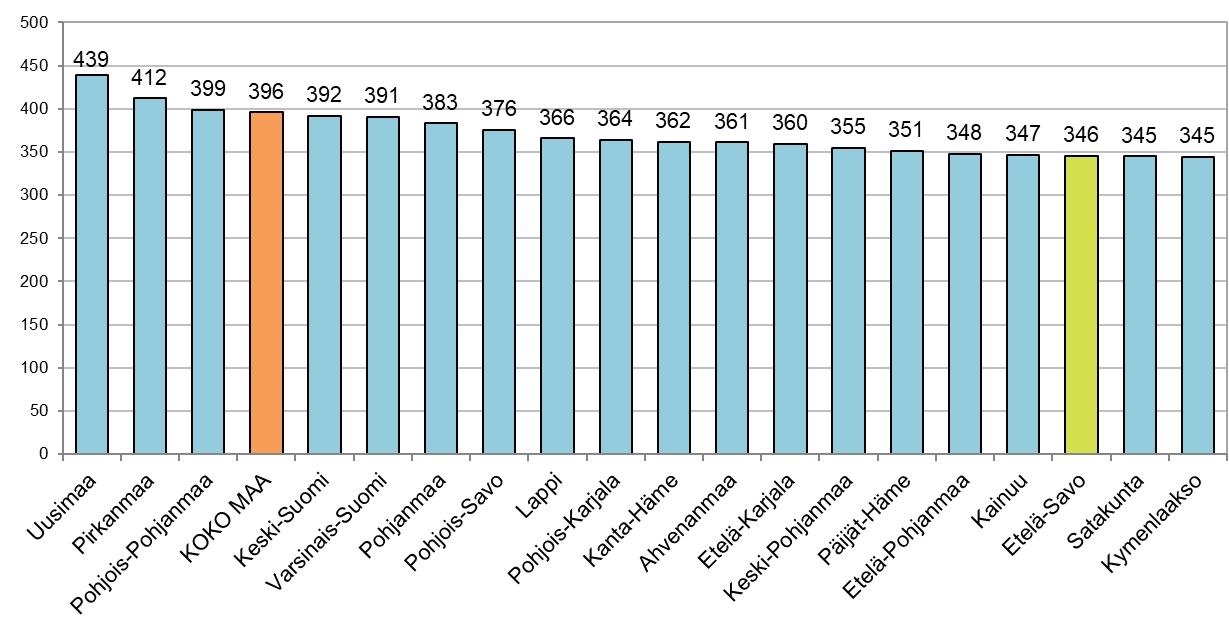 500
450
400
350
300
250
200
150
100
50
0
439
412
399
396
392
391
383
376
366
364
362
361
360
355
351
348
347
346
345
345
Uusimaa
Pirkanmaa
Pohjois-Pohjanmaa
KOKO MAA
Keski-Suomi
Varsinais-Suomi
Pohjanmaa
Pohjois-Savo
Lappi
Pohjois-Karjala
Kanta-Häme
Ahvenanmaa
Etelä-Karjala
Keski-Pohjanmaa
Päijät-Häme
Etelä-Pohjanmaa
Kainuu
Etelä-Savo
Satakunta
Kymenlaakso